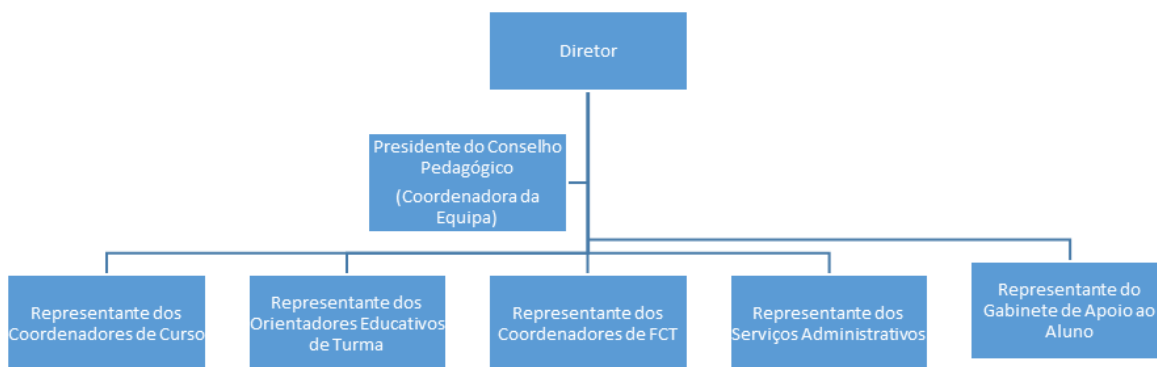 Diretor
Presidente do Conselho
Pedagógico
(Coordenadora da
Equipa)
Representante dos
Coordenadores de Curso
Representante dos
Orientadores Educativos
de Turma
Representante dos
Coordenadores de FCT
Representante dos
Serviços Administrativos
Representante do
Gabinete de Apoio ao
Aluno